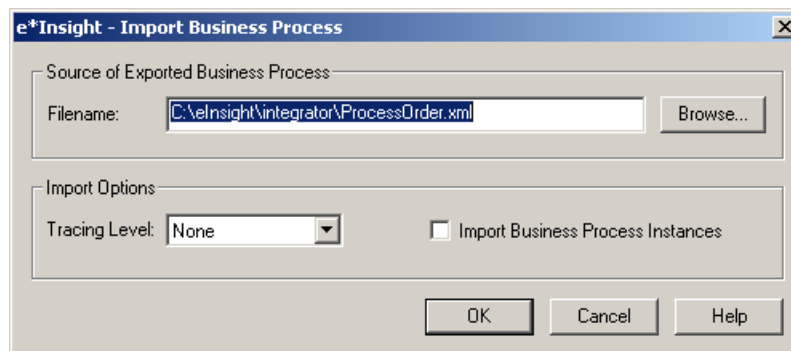 e*Insight - Import Business Process
Source of Exported Business Process
Filename: C:\eInsight\integrator\ProcessOrder.xml Browse...
Import Options
Tracing Level: None Import Business Process Instances
OK Cancel Help